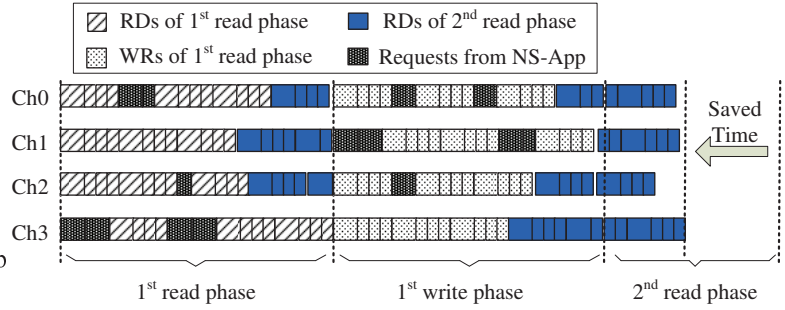 RDs of 1st read phase
RDs of 2nd read phase
WRs of 1st read phase
Requests from NS-App
Ch0
Saved
Time
Ch1
Ch2
Ch3
1st read phase
1st write phase
2nd read phase